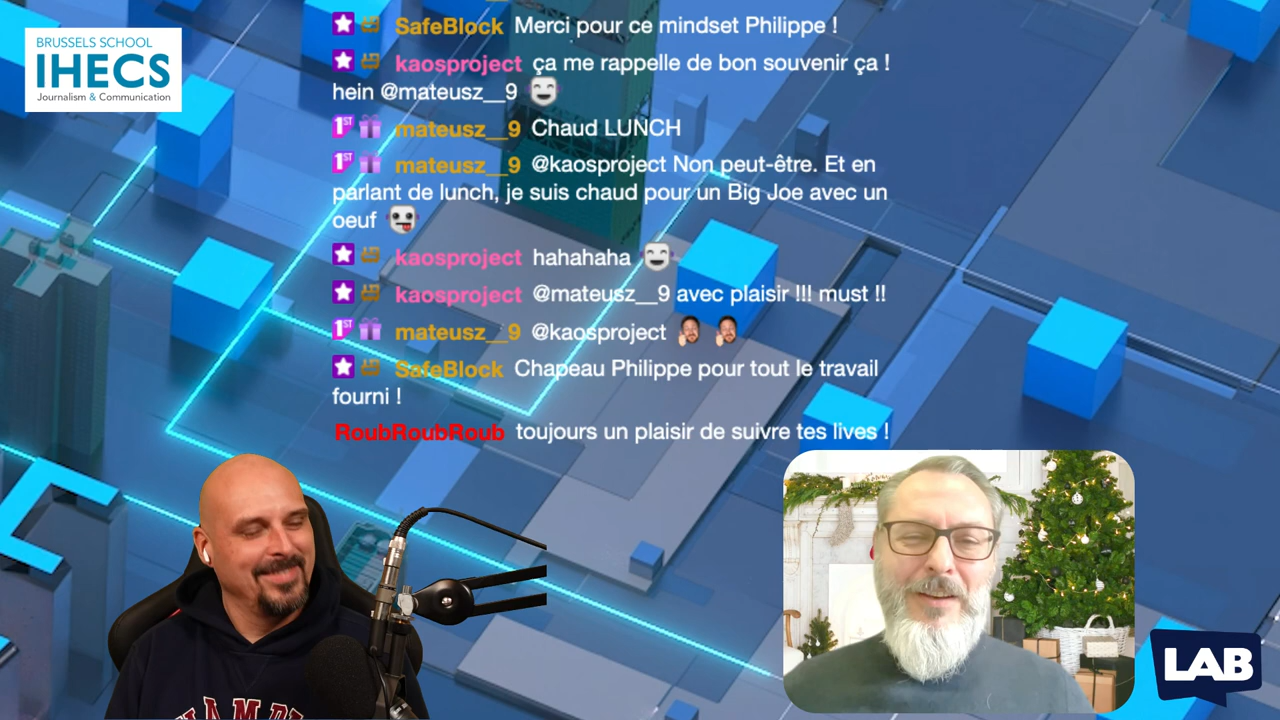 BRUSSELS SCHOOL
IHECS
Journalism & Communication
SafeBlock Merci pour ce mindset Philippe !
kaosproject ça me rappelle de bon souvenir ça !
hein @mateusz__9
1ST mateusz__9 Chaud LUNCH
1ST mateusz__9 @kaosproject Non peut-être. Et en
parlant de lunch, je suis chaud pour un Big Joe avec un
oeuf
kaosproject hahahaha
kaosproject @mateusz__9 avec plaisir !!! must !!
1ST mateusz__9 @kaosproject
SafeBlock Chapeau Philippe pour tout le travail
fourni !
RoubRoubRoub toujours un plaisir de suivre tes lives !
LAB